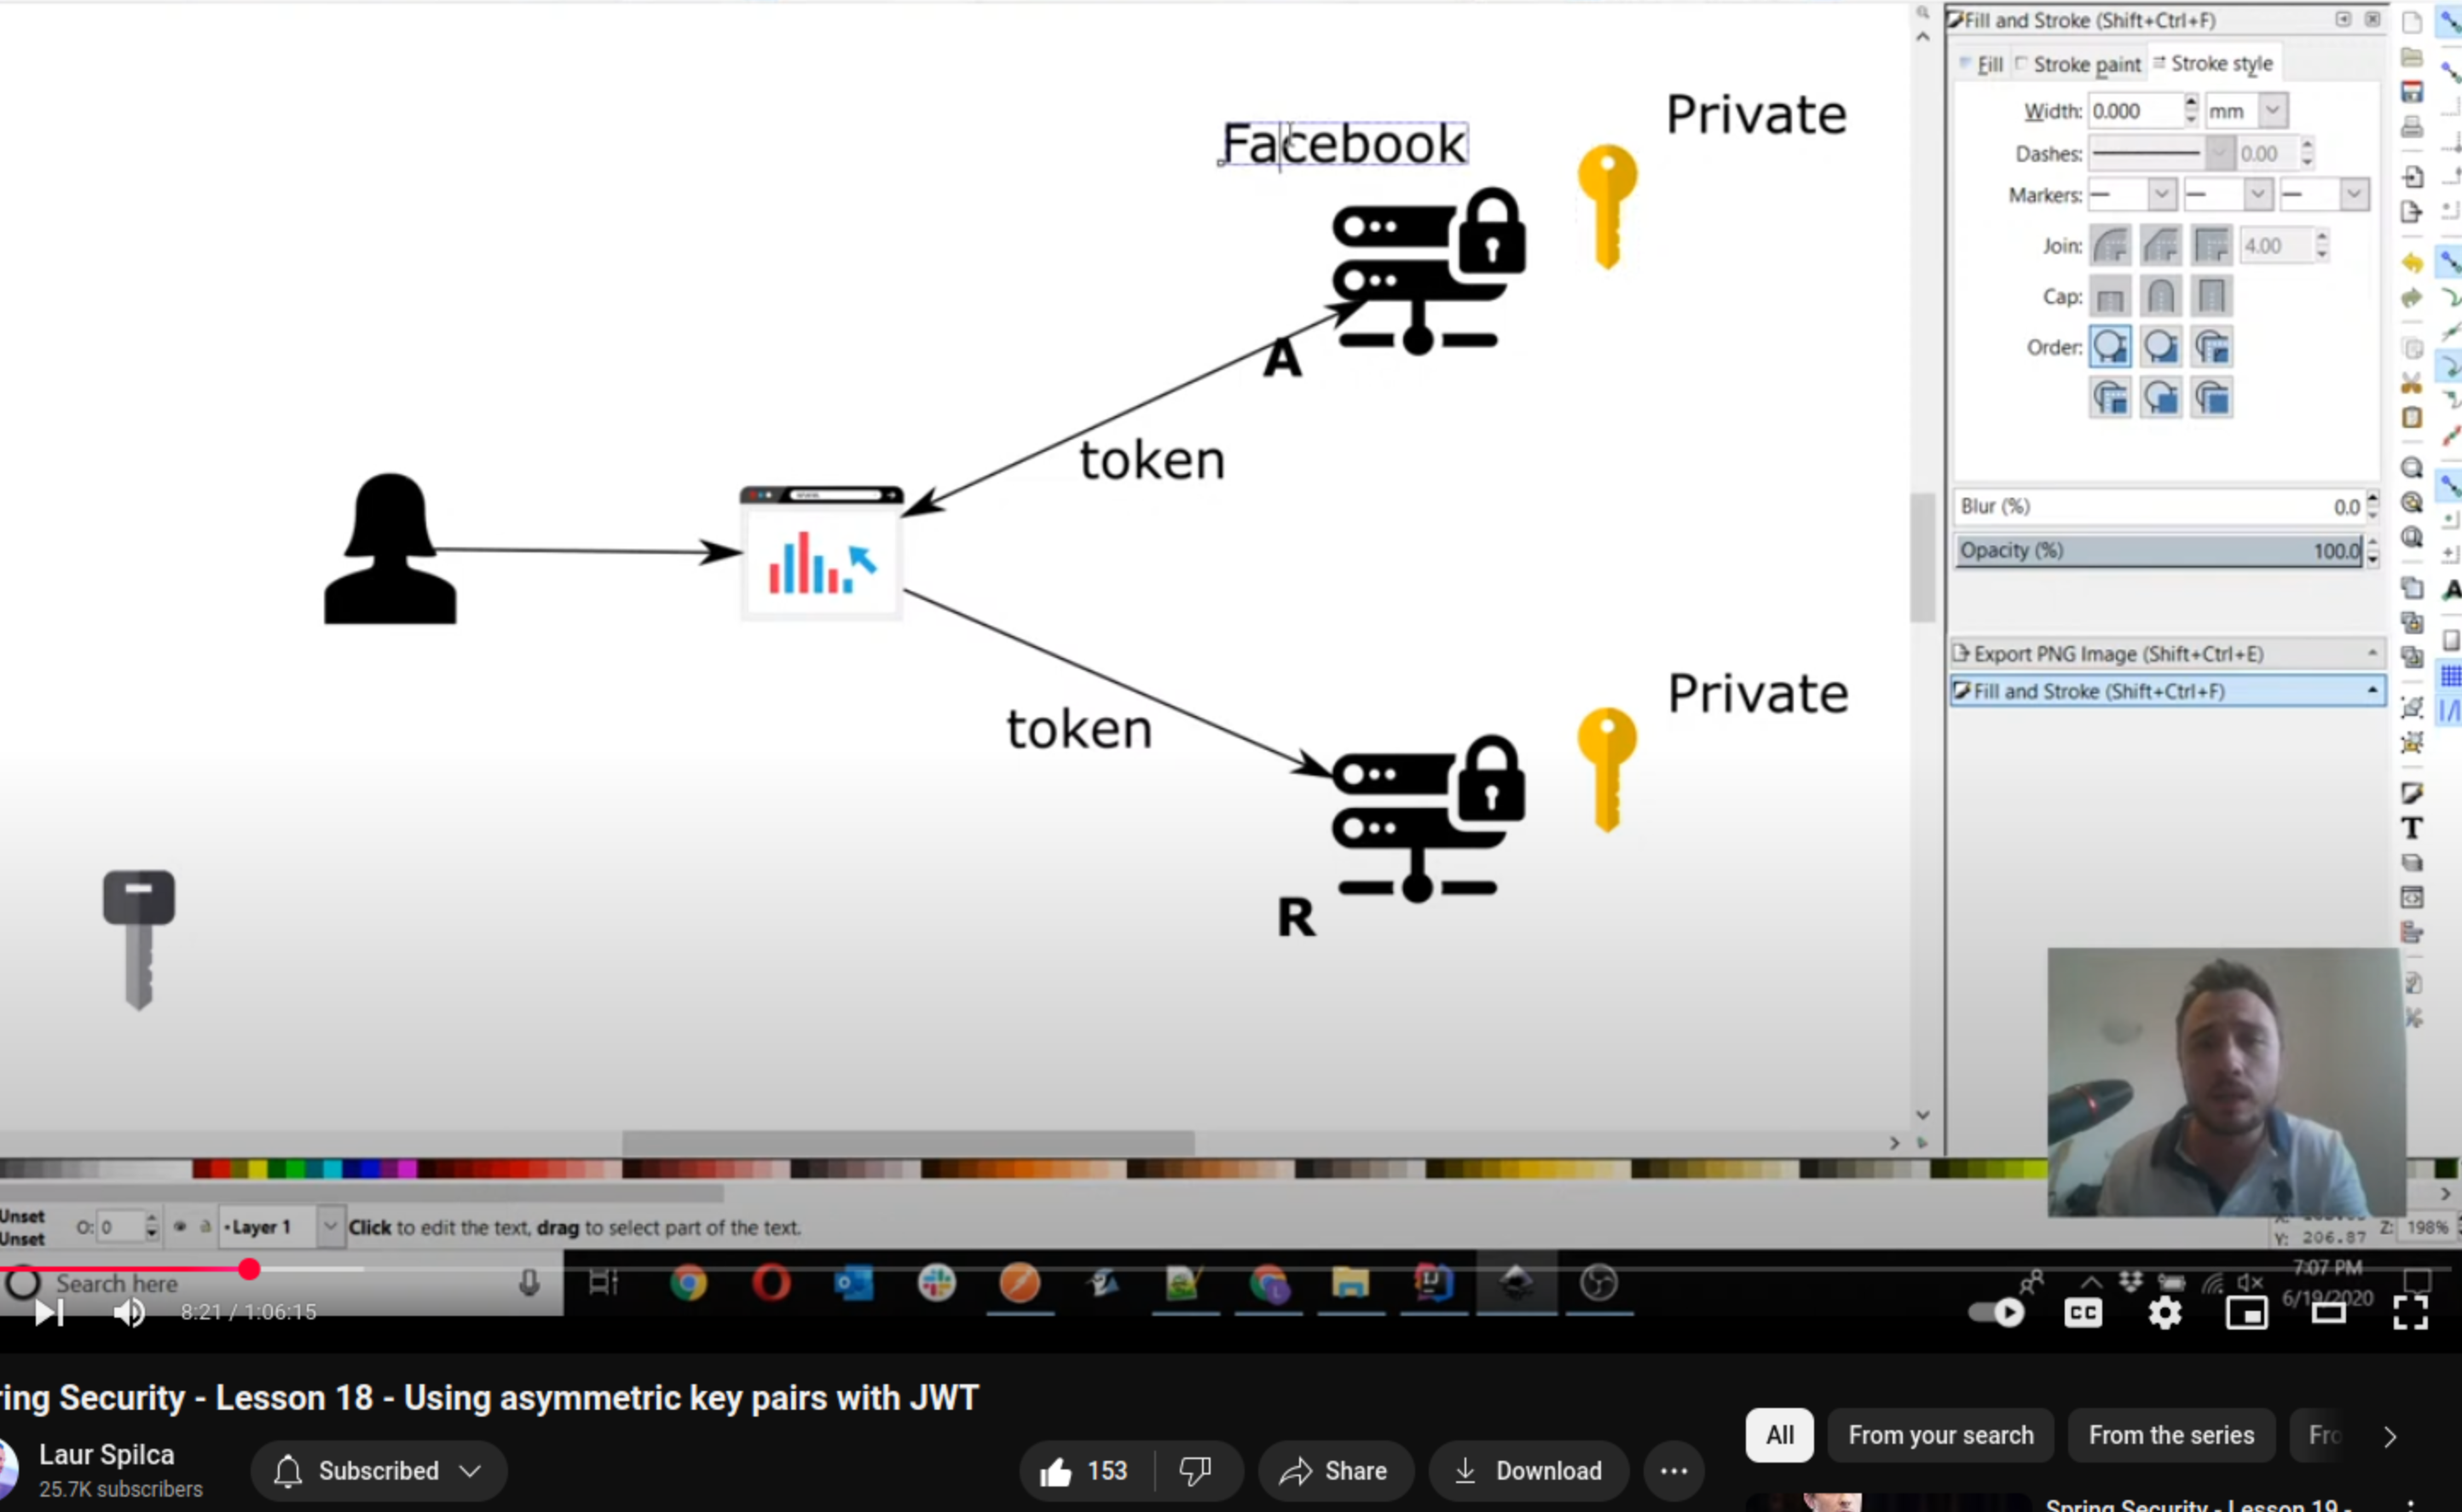 Fill and Stroke (Shift+Ctrl+F)
Fill
Stroke paint
Stroke style
Width: 0.000 mm
Dashes: 0.00
Markers:
Join: 4.00
Cap:
Order:
Blur (%) 0.0
Opacity (%) 100.0
Export PNG Image (Shift+Ctrl+E)
Fill and Stroke (Shift+Ctrl+F)
Private
Facebook
A
token
token
Private
R
Unset
Unset
O: 0
Layer 1
Click to edit the text, drag to select part of the text.
Y: 206.87
Z: 198%
Search here
7:07 PM
6/19/2020
8:21 / 1:06:15
CC
ring Security - Lesson 18 - Using asymmetric key pairs with JWT
Laur Spilca
25.7K subscribers
Subscribed
153
Share
Download
All
From your search
From the series
Fro
Spring Security - Lesson 19 -